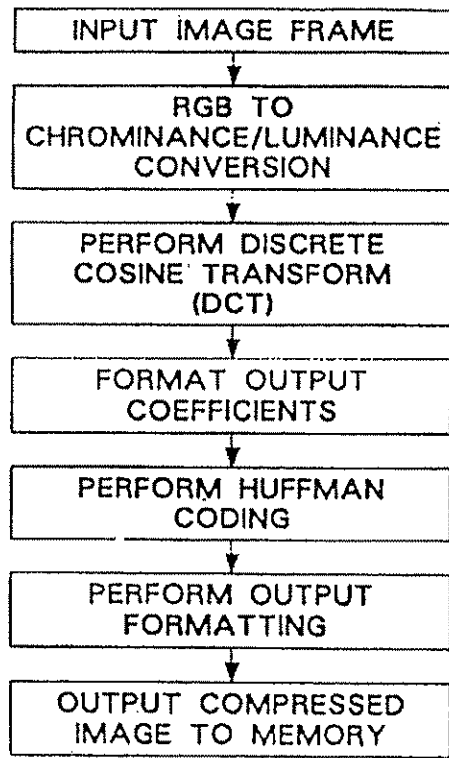 INPUT IMAGE FRAME
RGB TO
CHROMINANCE/LUMINANCE
CONVERSION
PERFORM DISCRETE
COSINE TRANSFORM
(DCT)
FORMAT OUTPUT
COEFFICIENTS
PERFORM HUFFMAN
CODING
PERFORM OUTPUT
FORMATTING
OUTPUT COMPRESSED
IMAGE TO MEMORY